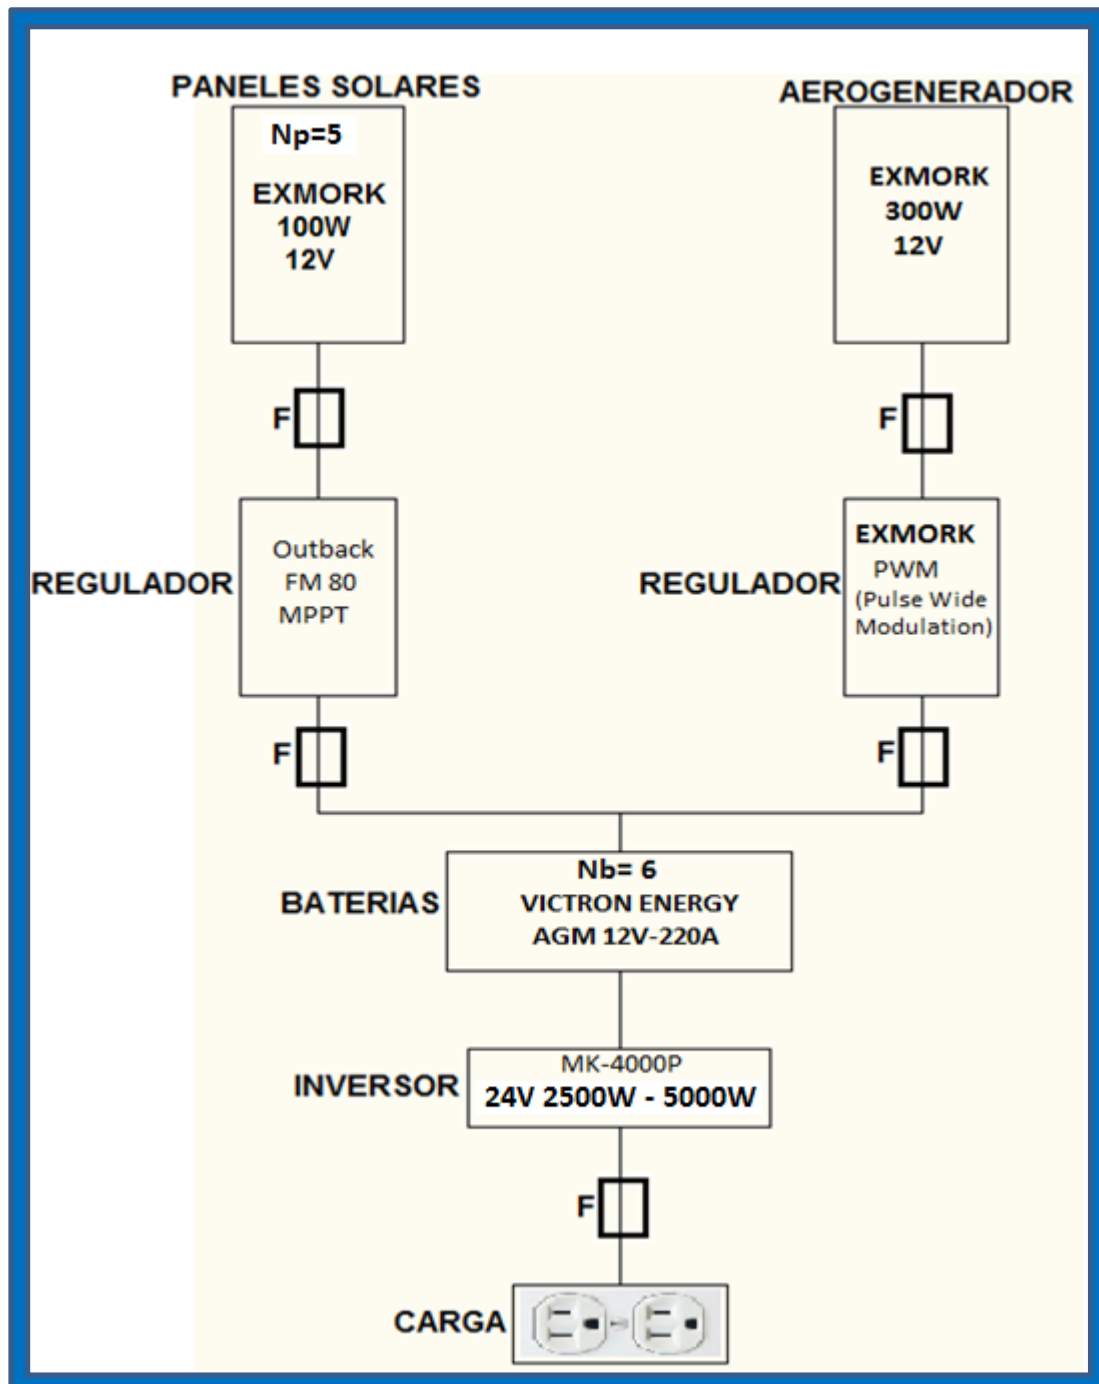 PANELES SOLARES
Np=5
EXMORK
100W
12V
AEROGENERADOR
EXMORK
300W
12V
F
F
REGULADOR
Outback
FM 80
MPPT
REGULADOR
EXMORK
PWM
(Pulse Wide
Modulation)
F
F
BATERIAS
Nb= 6
VICTRON ENERGY
AGM 12V-220A
INVERSOR
MK-4000P
24V 2500W - 5000W
F
CARGA